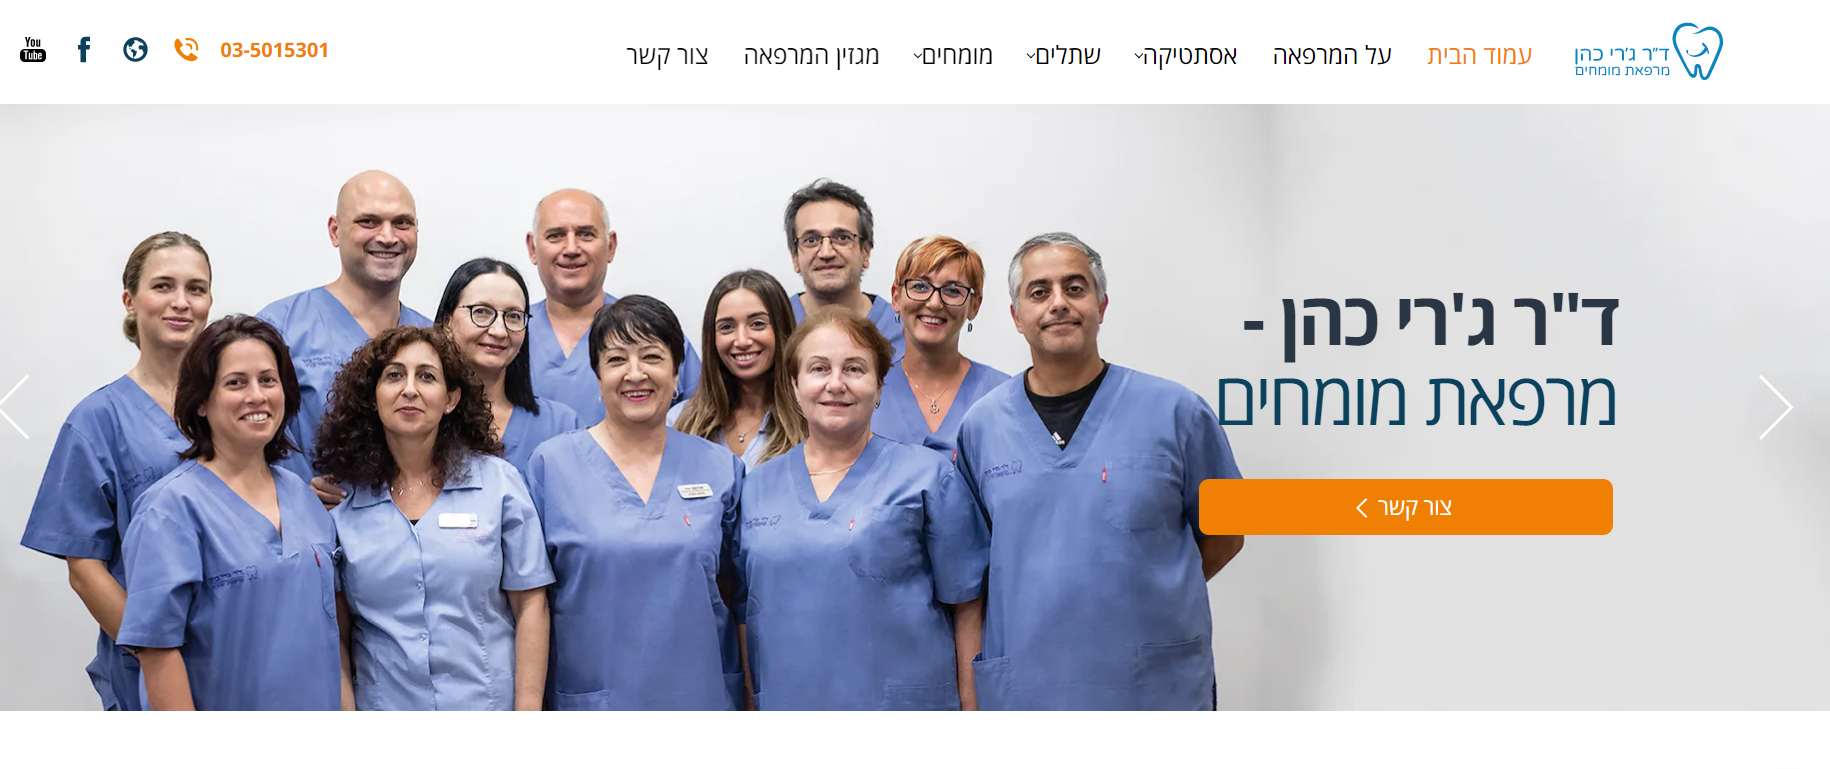 ד"ר ג'רי כהן
מרפאת מומחים
עמוד הבית
על המרפאה
אסתטיקה
שתלים
מומחים
מגזין המרפאה
צור קשר
03-5015301
You
Tube
ד"ר ג'רי כהן -
מרפאת מומחים
צור קשר